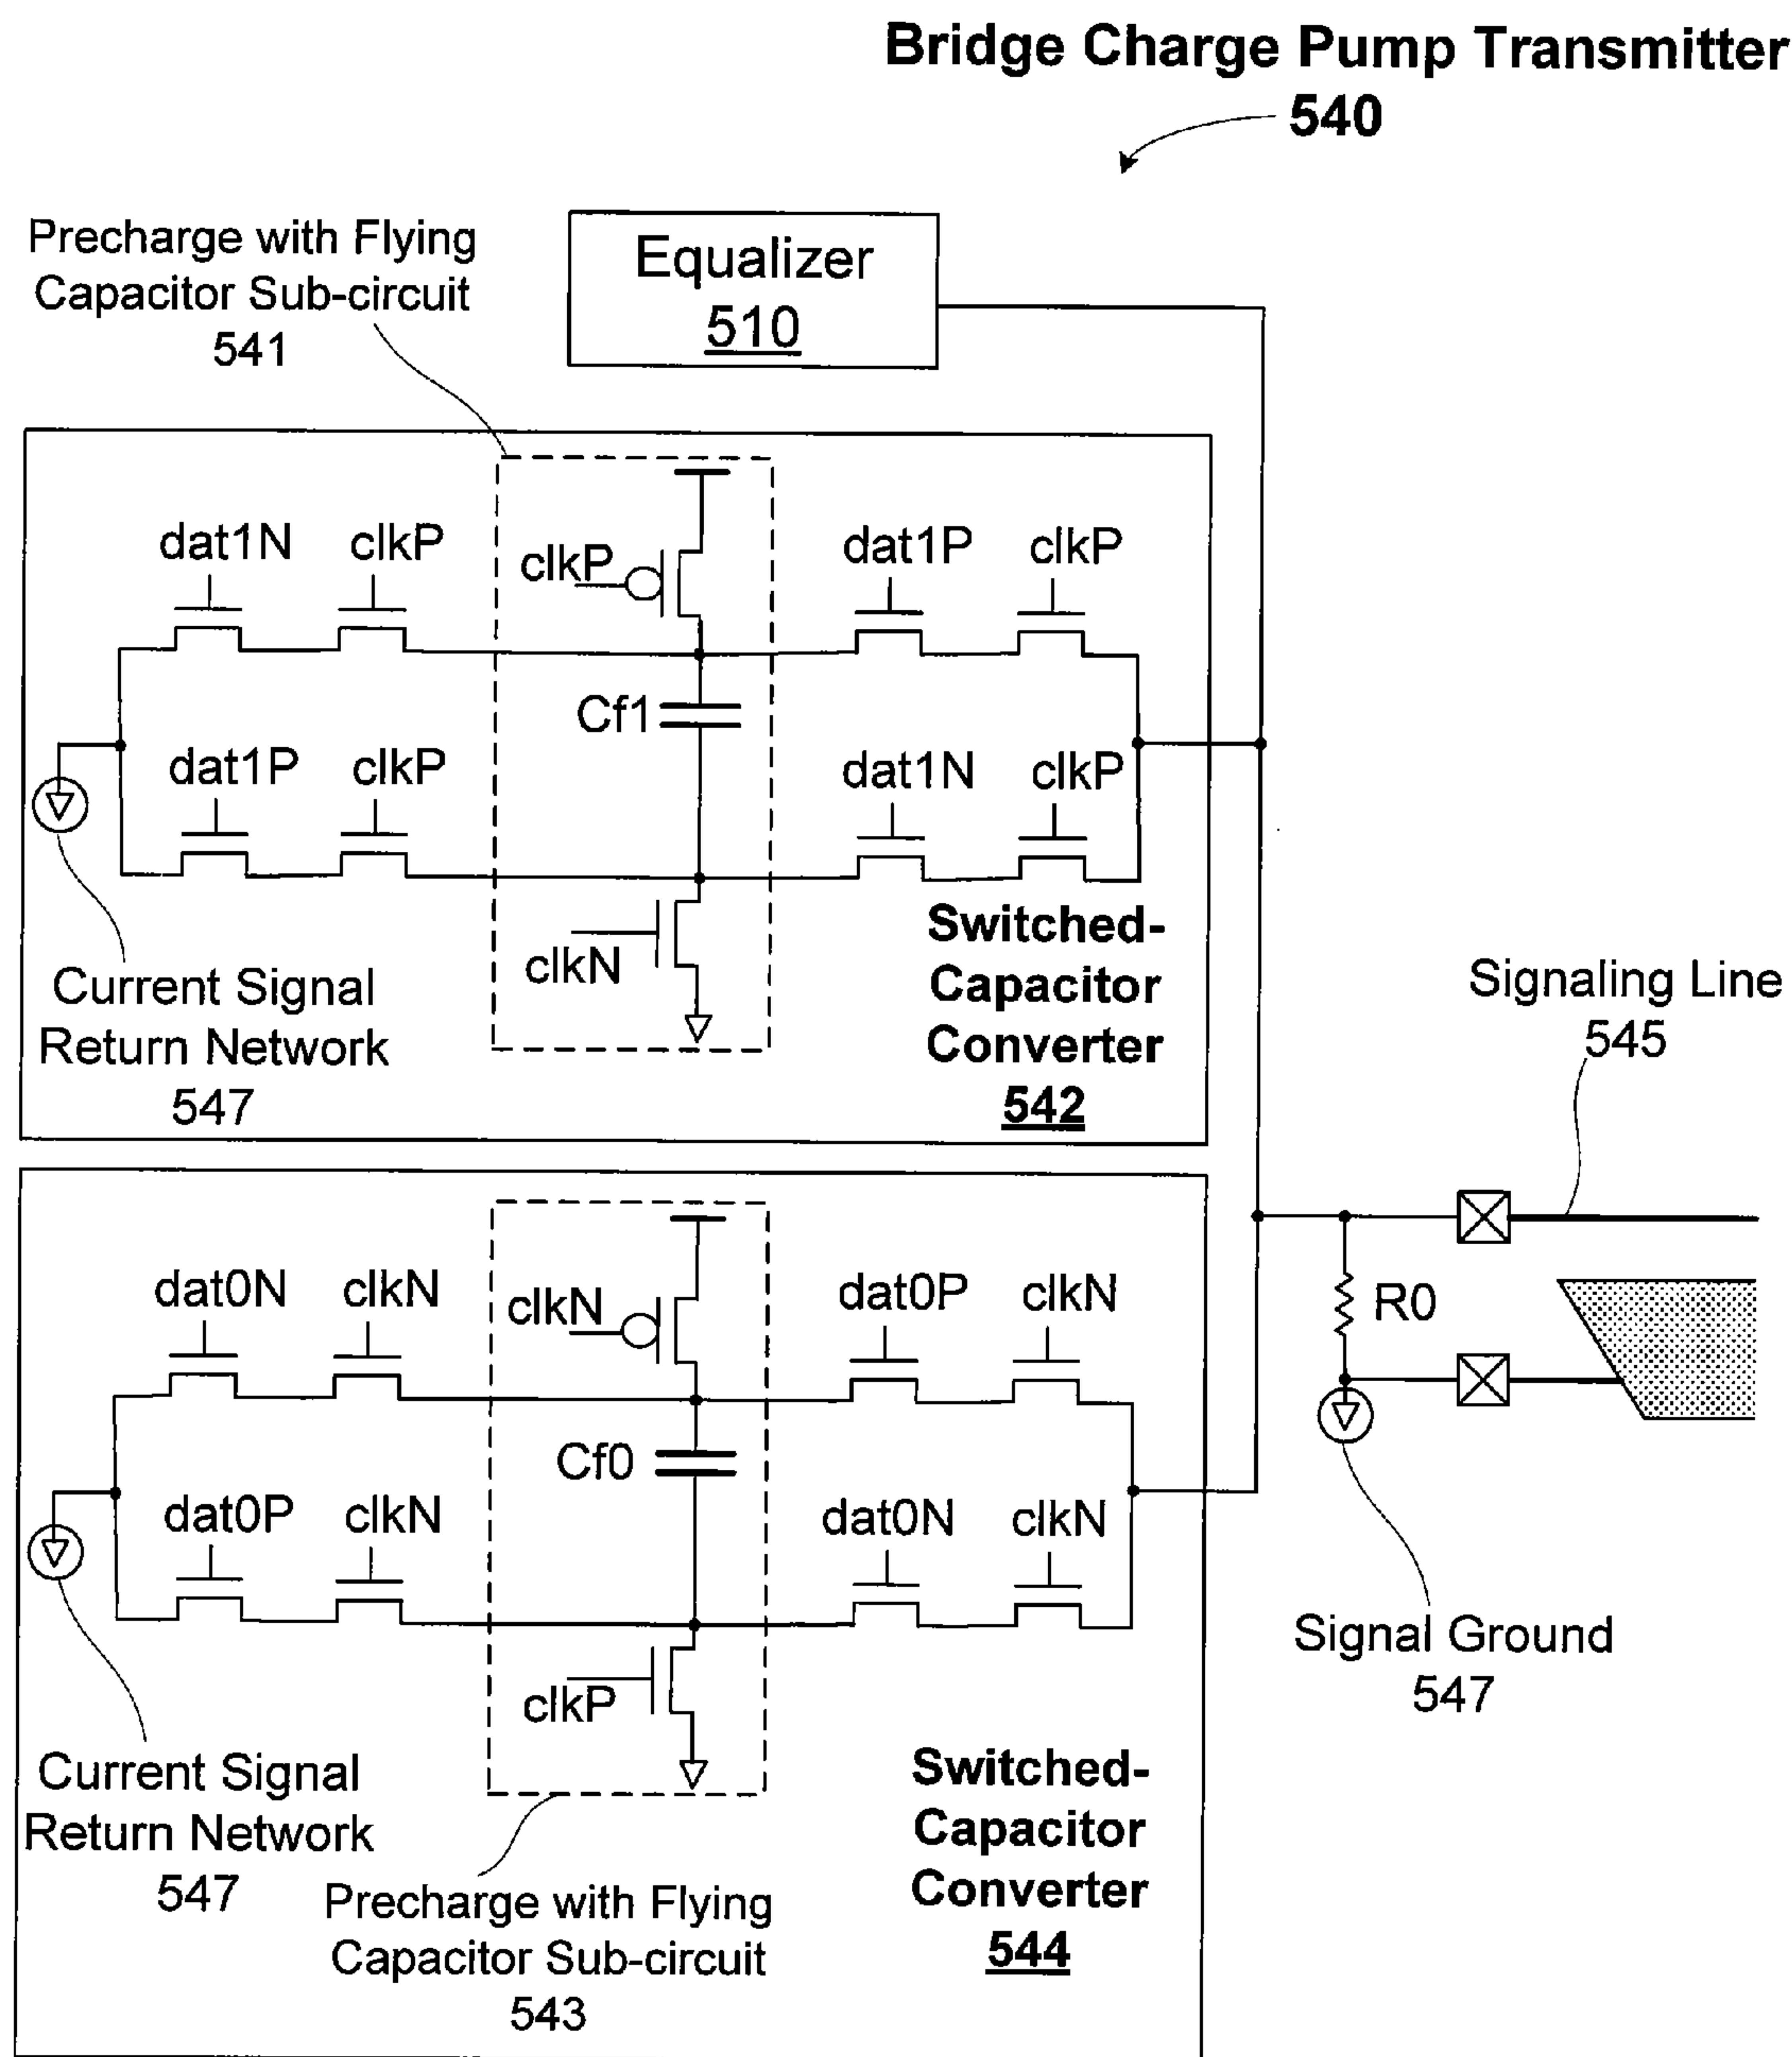 Bridge Charge Pump Transmitter
540
Precharge with Flying
Capacitor Sub-circuit
541
Equalizer
510
dat1N
clkP
clkP
dat1P
clkP
Cf1
dat1P
clkP
dat1N
clkP
clkN
Current Signal
Return Network
547
Switched-
Capacitor
Converter
542
Signaling Line
545
dat0N
clkN
clkN
dat0P
clkN
R0
Cf0
dat0P
clkN
dat0N
clkN
clkP
Signal Ground
547
Current Signal
Return Network
547
Switched-
Capacitor
Converter
544
Precharge with Flying
Capacitor Sub-circuit
543